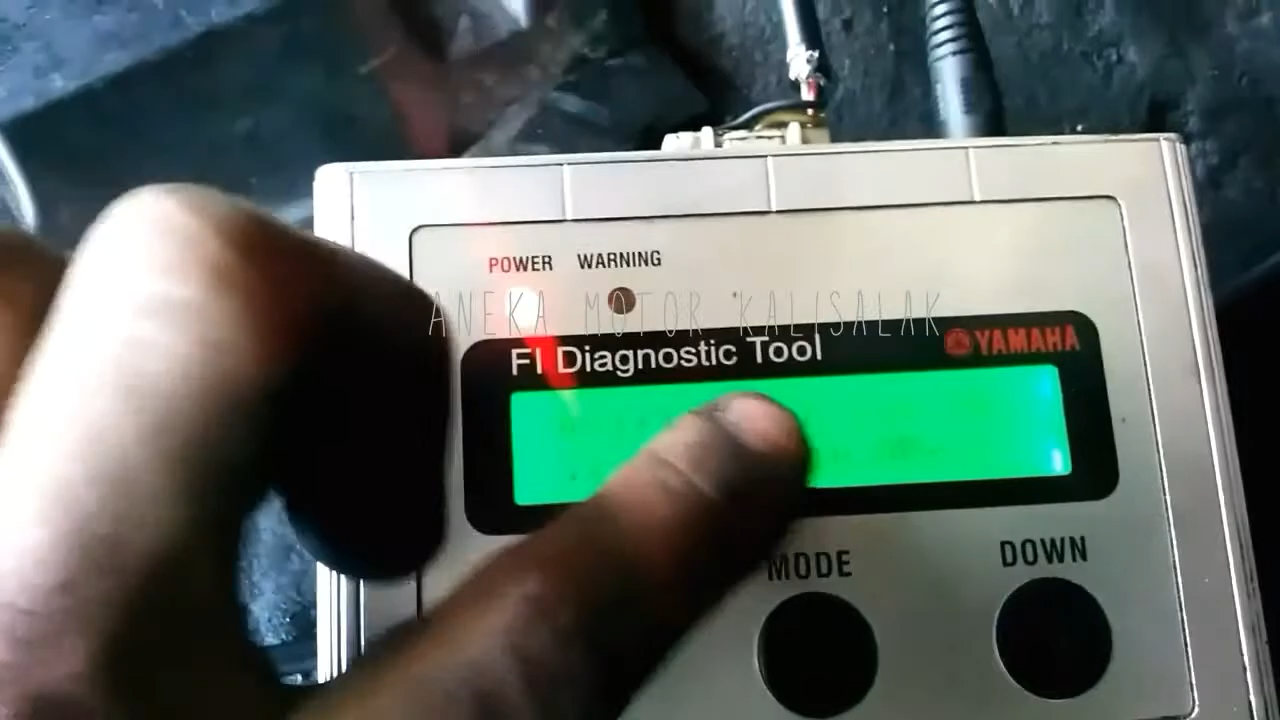 POWER WARNING
ANEKA MOTOR KALISALAK
FI Diagnostic Tool YAMAHA
MODE DOWN